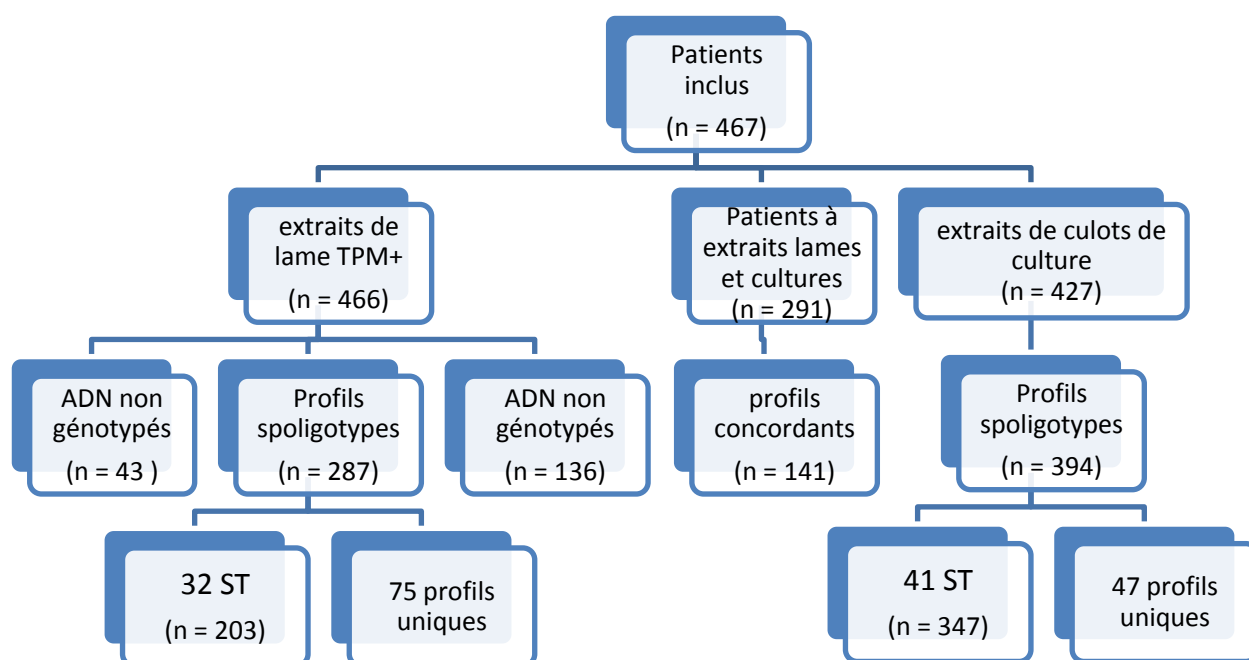 Patients
inclus
(n = 467)
extraits de
lame TPM+
(n = 466)
Patients à
extraits lames
et cultures
(n = 291)
extraits de culots de
culture
(n = 427)
ADN non
génotypés
(n = 43 )
Profils
spoligotypes
(n = 287)
ADN non
génotypés
(n = 136)
profils
concordants
(n = 141)
Profils
spoligotypes
(n = 394)
32 ST
(n = 203)
75 profils
uniques
41 ST
(n = 347)
47 profils
uniques